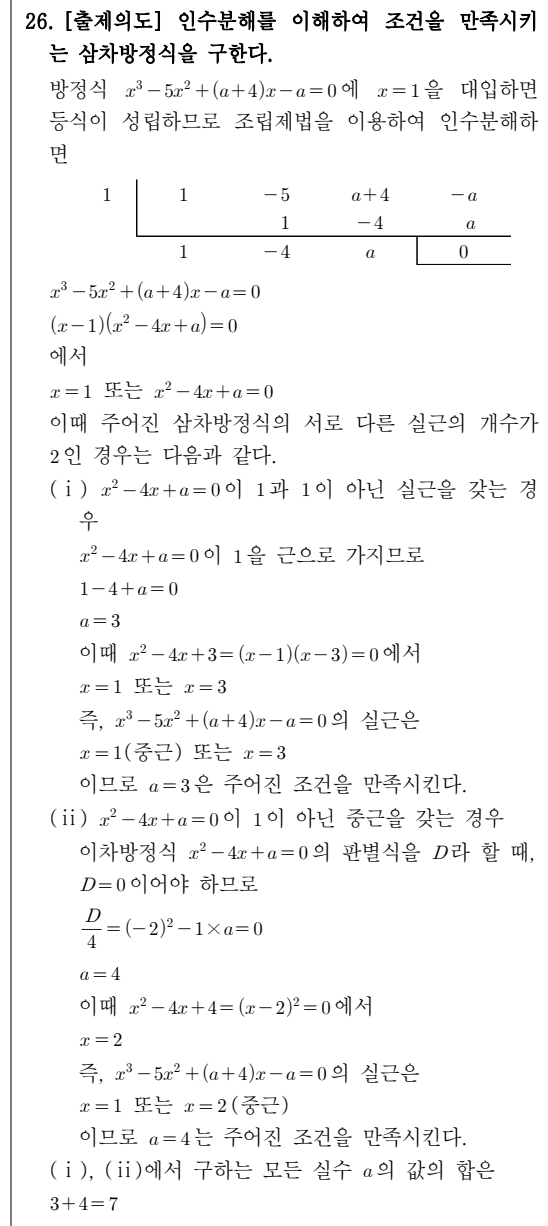 26. [출제의도] 인수분해를 이해하여 조건을 만족시키
는 삼차방정식을 구한다.
방정식 x³－5x²＋(a＋4)x－a＝0에 x＝1을 대입하면
등식이 성립하므로 조립제법을 이용하여 인수분해하
면
1 1 －5 a＋4 －a
1 －4 a
1 －4 a 0
x³－5x²＋(a＋4)x－a＝0
(x－1)(x²－4x＋a)＝0
에서
x＝1 또는 x²－4x＋a＝0
이때 주어진 삼차방정식의 서로 다른 실근의 개수가
2인 경우는 다음과 같다.
(ⅰ) x²－4x＋a＝0이 1과 1이 아닌 실근을 갖는 경
우
x²－4x＋a＝0이 1을 근으로 가지므로
1－4＋a＝0
a＝3
이때 x²－4x＋3＝(x－1)(x－3)＝0에서
x＝1 또는 x＝3
즉, x³－5x²＋(a＋4)x－a＝0의 실근은
x＝1(중근) 또는 x＝3
이므로 a＝3은 주어진 조건을 만족시킨다.
(ⅱ) x²－4x＋a＝0이 1이 아닌 중근을 갖는 경우
이차방정식 x²－4x＋a＝0의 판별식을 D라 할 때,
D＝0이어야 하므로
D/4＝(－2)²－1×a＝0
a＝4
이때 x²－4x＋4＝(x－2)²＝0에서
x＝2
즉, x³－5x²＋(a＋4)x－a＝0의 실근은
x＝1 또는 x＝2(중근)
이므로 a＝4는 주어진 조건을 만족시킨다.
(ⅰ), (ⅱ)에서 구하는 모든 실수 a의 값의 합은
3＋4＝7